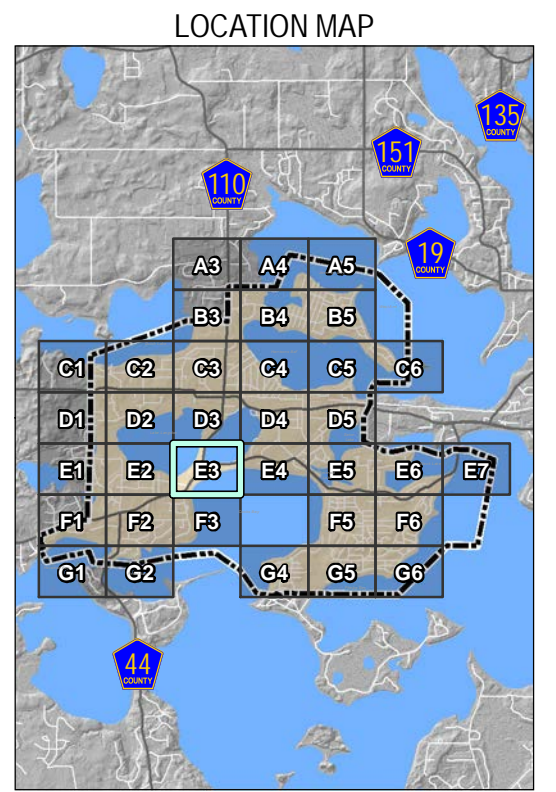 LOCATION MAP
135
COUNTY
151
COUNTY
110
COUNTY
19
COUNTY
A3 A4 A5
B3 B4 B5
C1 C2 C3 C4 C5 C6
D1 D2 D3 D4 D5
E1 E2 E3 E4 E5 E6 E7
F1 F2 F3 F5 F6
G1 G2 G4 G5 G6
44
COUNTY